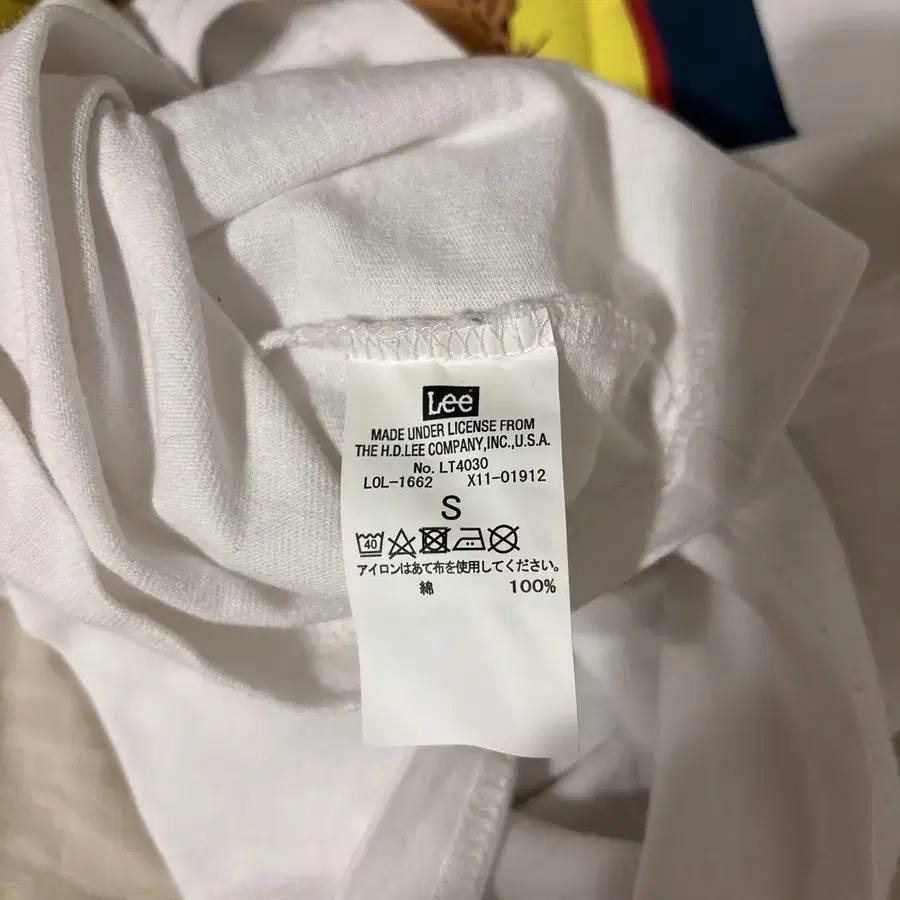 Lee
MADE UNDER LICENSE FROM
THE H.D.LEE COMPANY,INC.,U.S.A.
No. LT4030
LOL-1662 X11-01912
S
40
アイロンはあて布を使用してください。
綿 100%